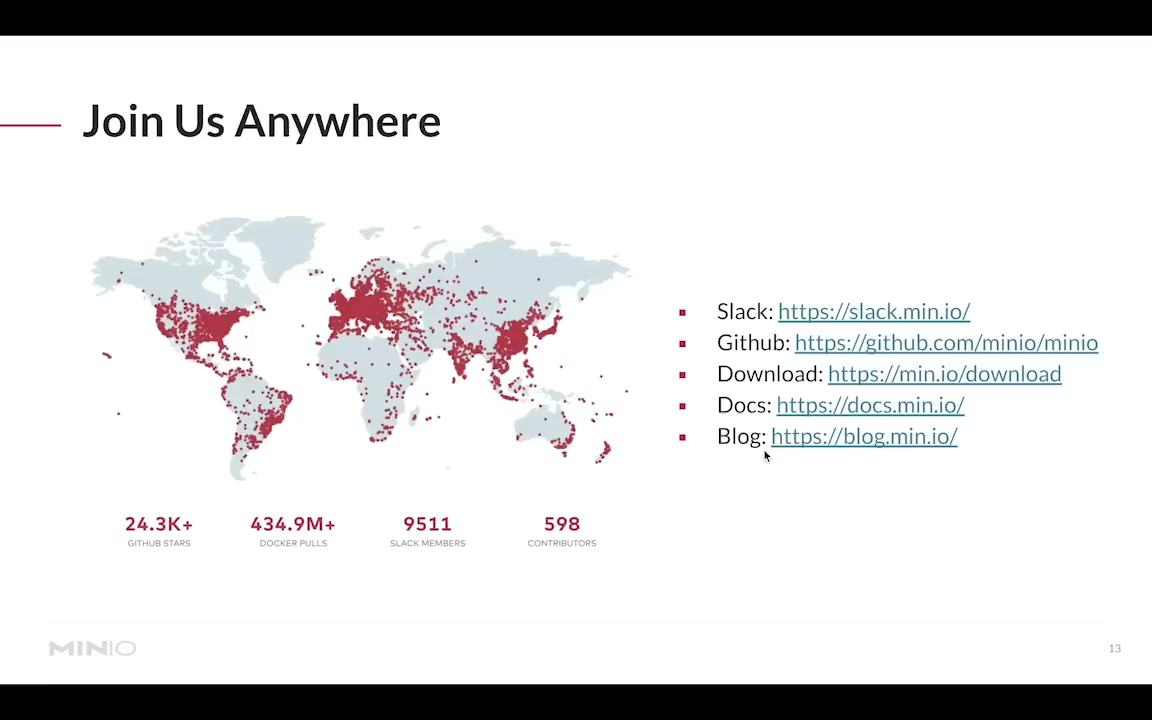 Join Us Anywhere
Slack: https://slack.min.io/
Github: https://github.com/minio/minio
Download: https://min.io/download
Docs: https://docs.min.io/
Blog: https://blog.min.io/
24.3K+
GITHUB STARS
434.9M+
DOCKER PULLS
9511
SLACK MEMBERS
598
CONTRIBUTORS
MINIO
13